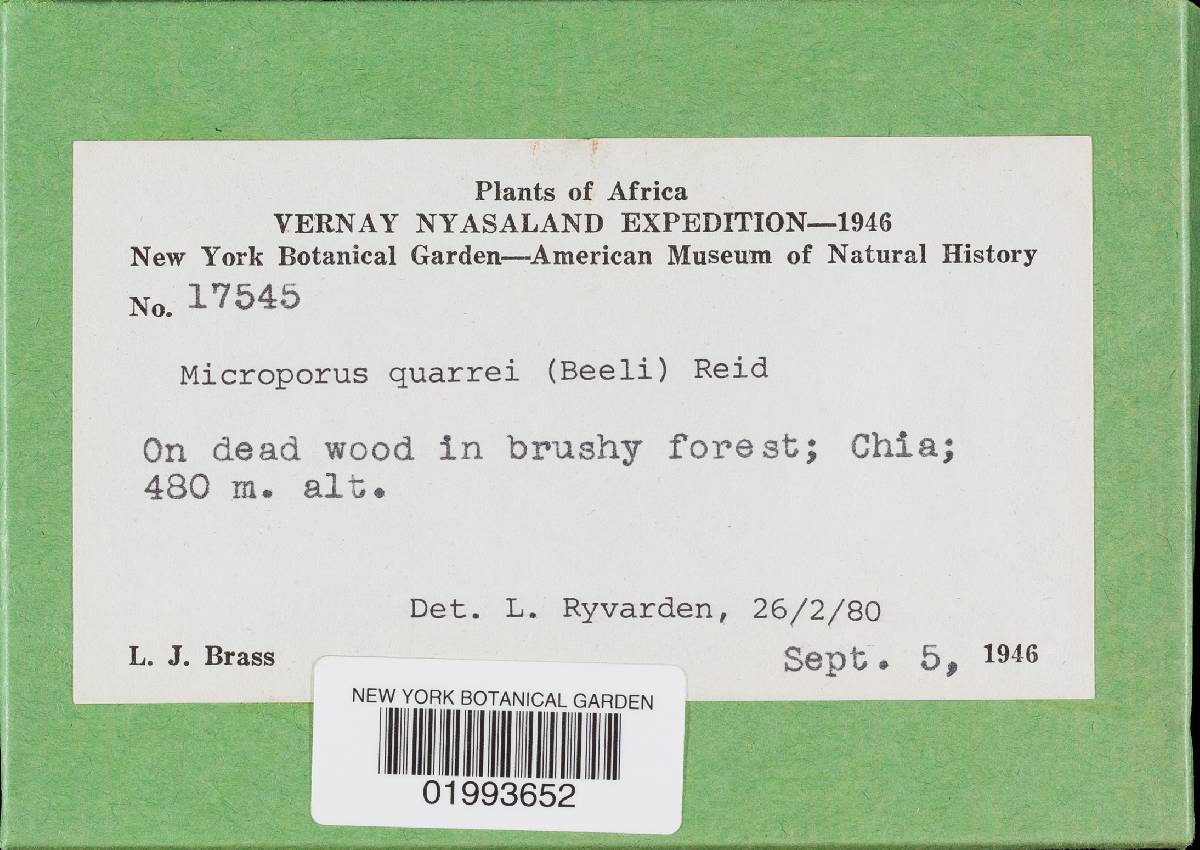 Plants of Africa
VERNAY NYASALAND EXPEDITION—1946
New York Botanical Garden—American Museum of Natural History
No. 17545
Microporus quarrei (Beeli) Reid
On dead wood in brushy forest; Chia;
480 m. alt.
Det. L. Ryvarden, 26/2/80
L. J. Brass Sept. 5, 1946
NEW YORK BOTANICAL GARDEN
01993652